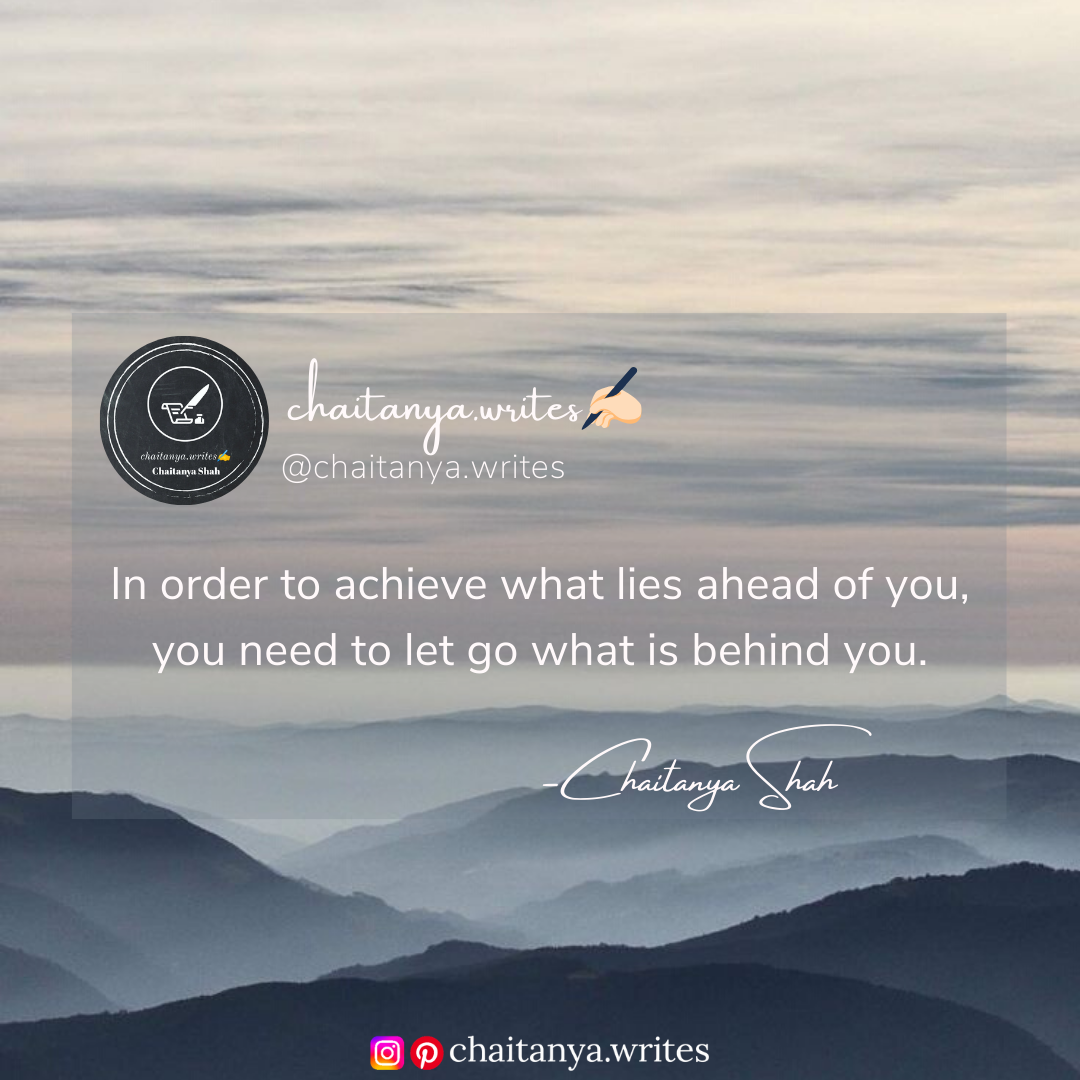 chaitanya.writes
chaitanya.writes
Chaitanya Shah
@chaitanya.writes
In order to achieve what lies ahead of you,
you need to let go what is behind you.
-Chaitanya Shah
chaitanya.writes